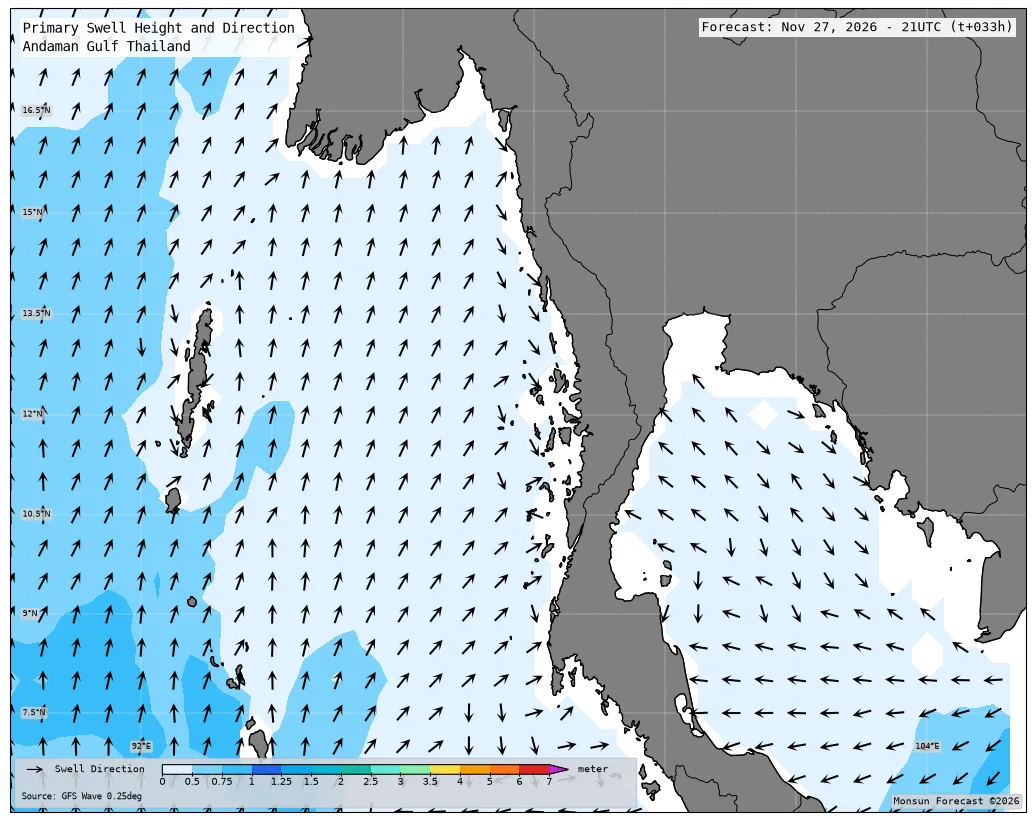 Primary Swell Height and Direction
Andaman Gulf Thailand
Forecast: Nov 27, 2026 - 21UTC (t+033h)
16.5°N
15°N
13.5°N
12°N
10.5°N
9°N
7.5°N
92°E
104°E
Swell Direction
0 0.5 0.75 1 1.25 1.5 2 2.5 3 3.5 4 5 6 7
meter
Source: GFS Wave 0.25deg
Monsun Forecast ©2026